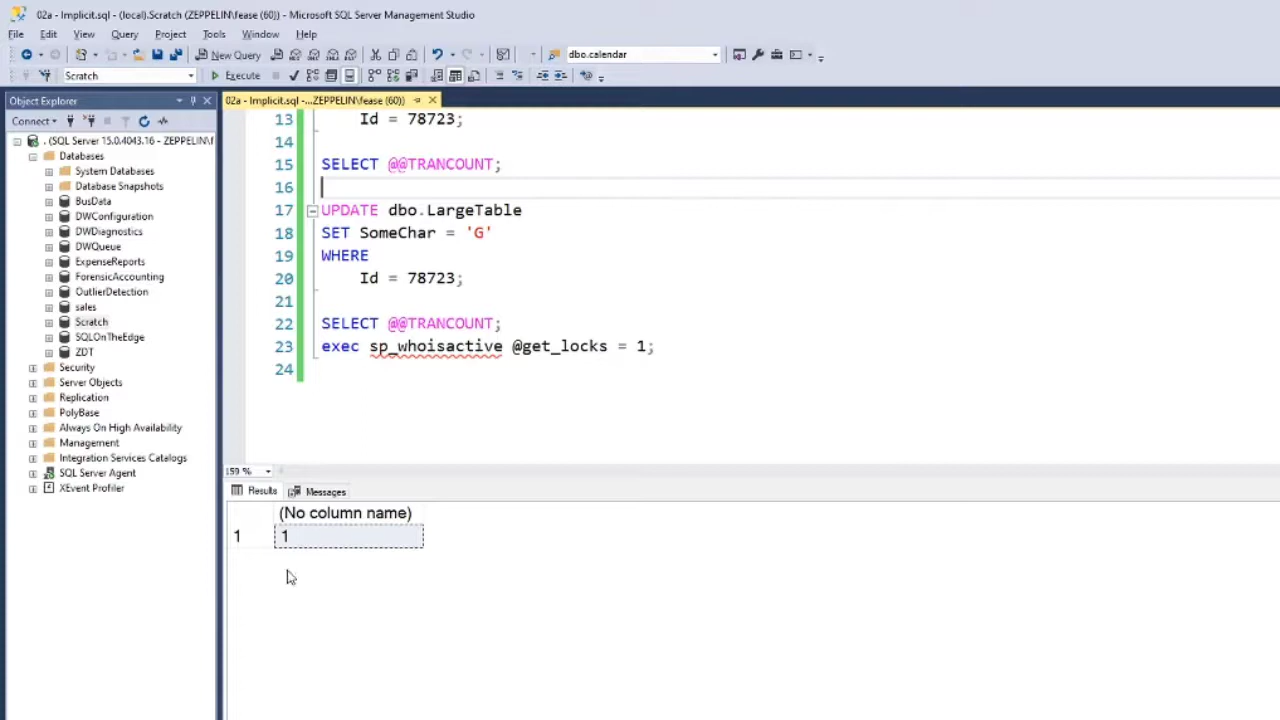 02a - Implicit.sql - (local).Scratch (ZEPPELIN\fease (60)) - Microsoft SQL Server Management Studio
File Edit View Query Project Tools Window Help
New Query dbo.calendar
Scratch Execute
Object Explorer
02a - Implicit.sql -...ZEPPELIN\fease (60))
Connect
. (SQL Server 15.0.4043.16 - ZEPPELIN\f
Databases
System Databases
Database Snapshots
BusData
DWConfiguration
DWDiagnostics
DWQueue
ExpenseReports
ForensicAccounting
OutlierDetection
sales
Scratch
SQLOnTheEdge
ZDT
Security
Server Objects
Replication
PolyBase
Always On High Availability
Management
Integration Services Catalogs
SQL Server Agent
XEvent Profiler
13 Id = 78723;
14
15 SELECT @@TRANCOUNT;
16
17 UPDATE dbo.LargeTable
18 SET SomeChar = 'G'
19 WHERE
20 Id = 78723;
21
22 SELECT @@TRANCOUNT;
23 exec sp_whoisactive @get_locks = 1;
24
159 %
Results Messages
(No column name)
1 1